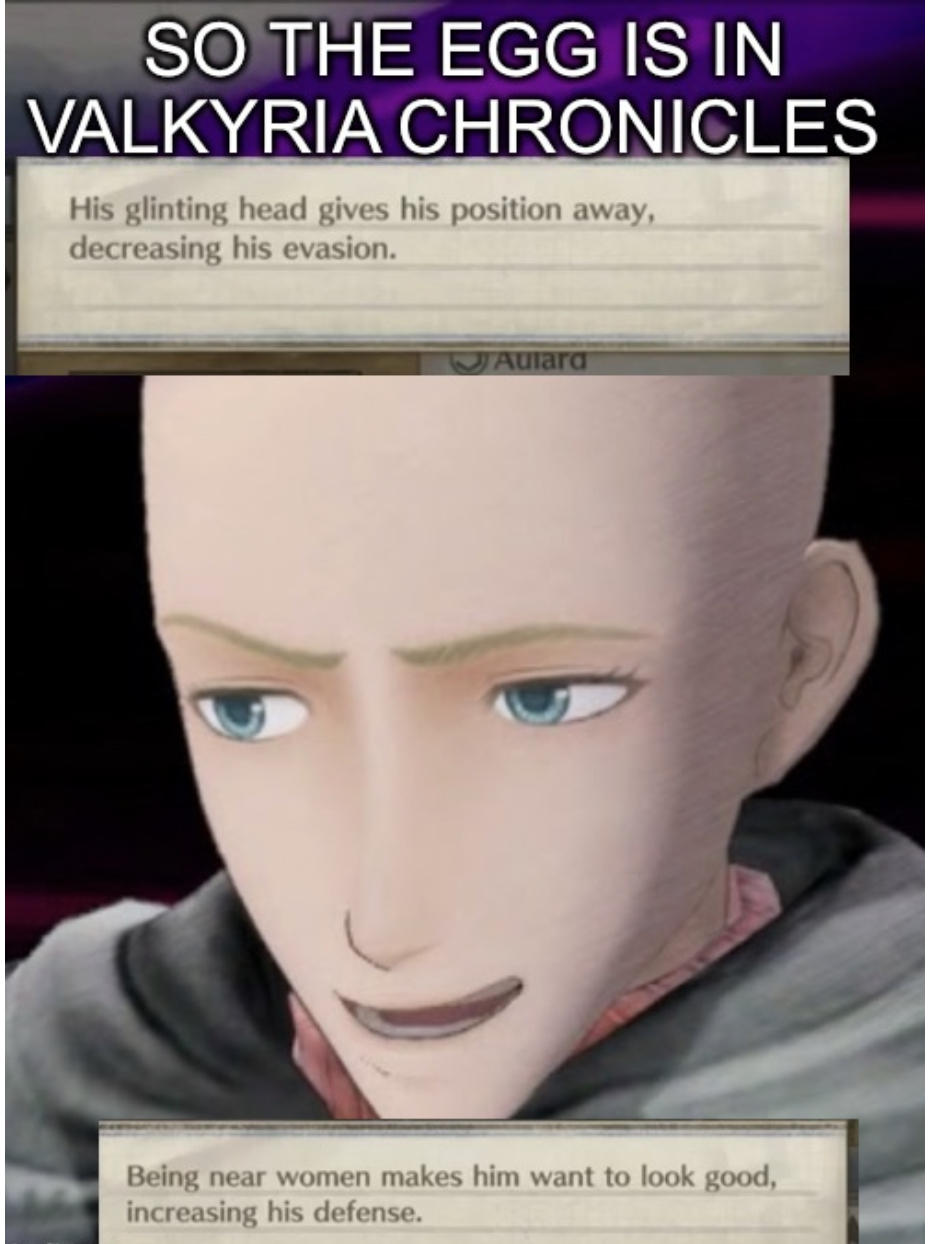 SO THE EGG IS IN
VALKYRIA CHRONICLES
His glinting head gives his position away,
decreasing his evasion.
Aulard
Being near women makes him want to look good,
increasing his defense.